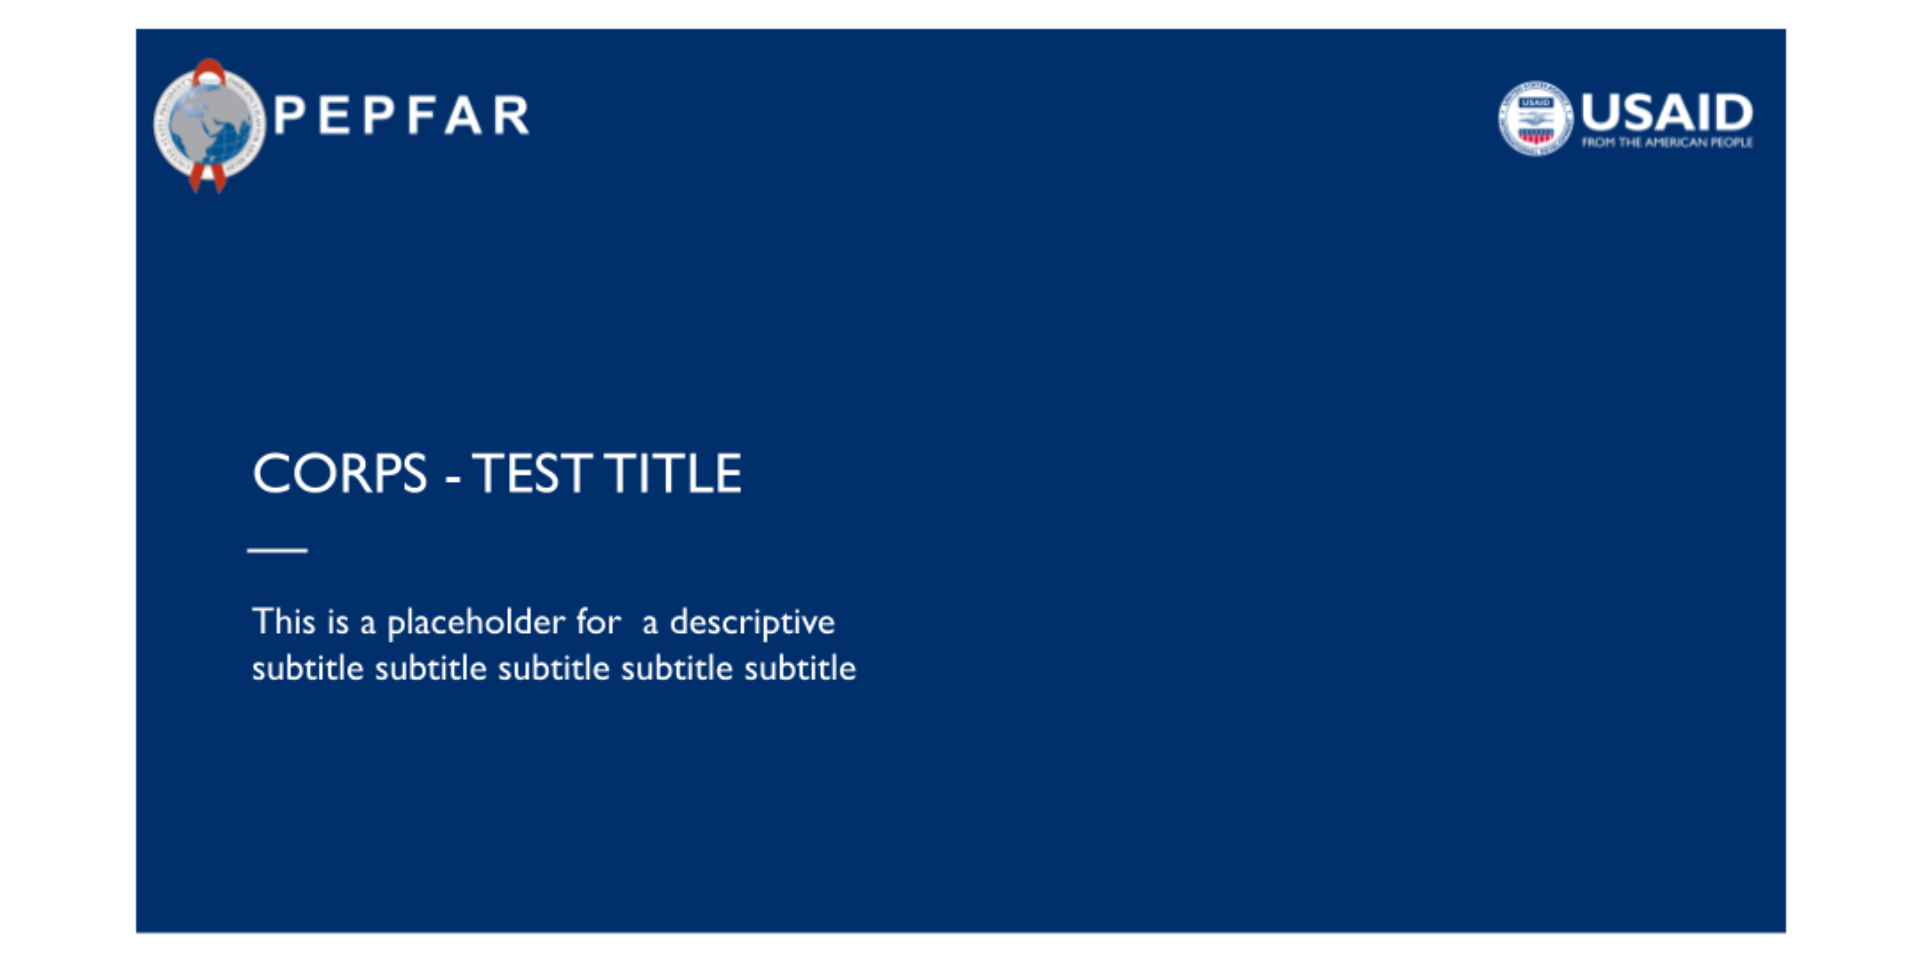 PEPFAR
USAID
USAID
FROM THE AMERICAN PEOPLE
CORPS - TEST TITLE
This is a placeholder for  a descriptive
subtitle subtitle subtitle subtitle subtitle